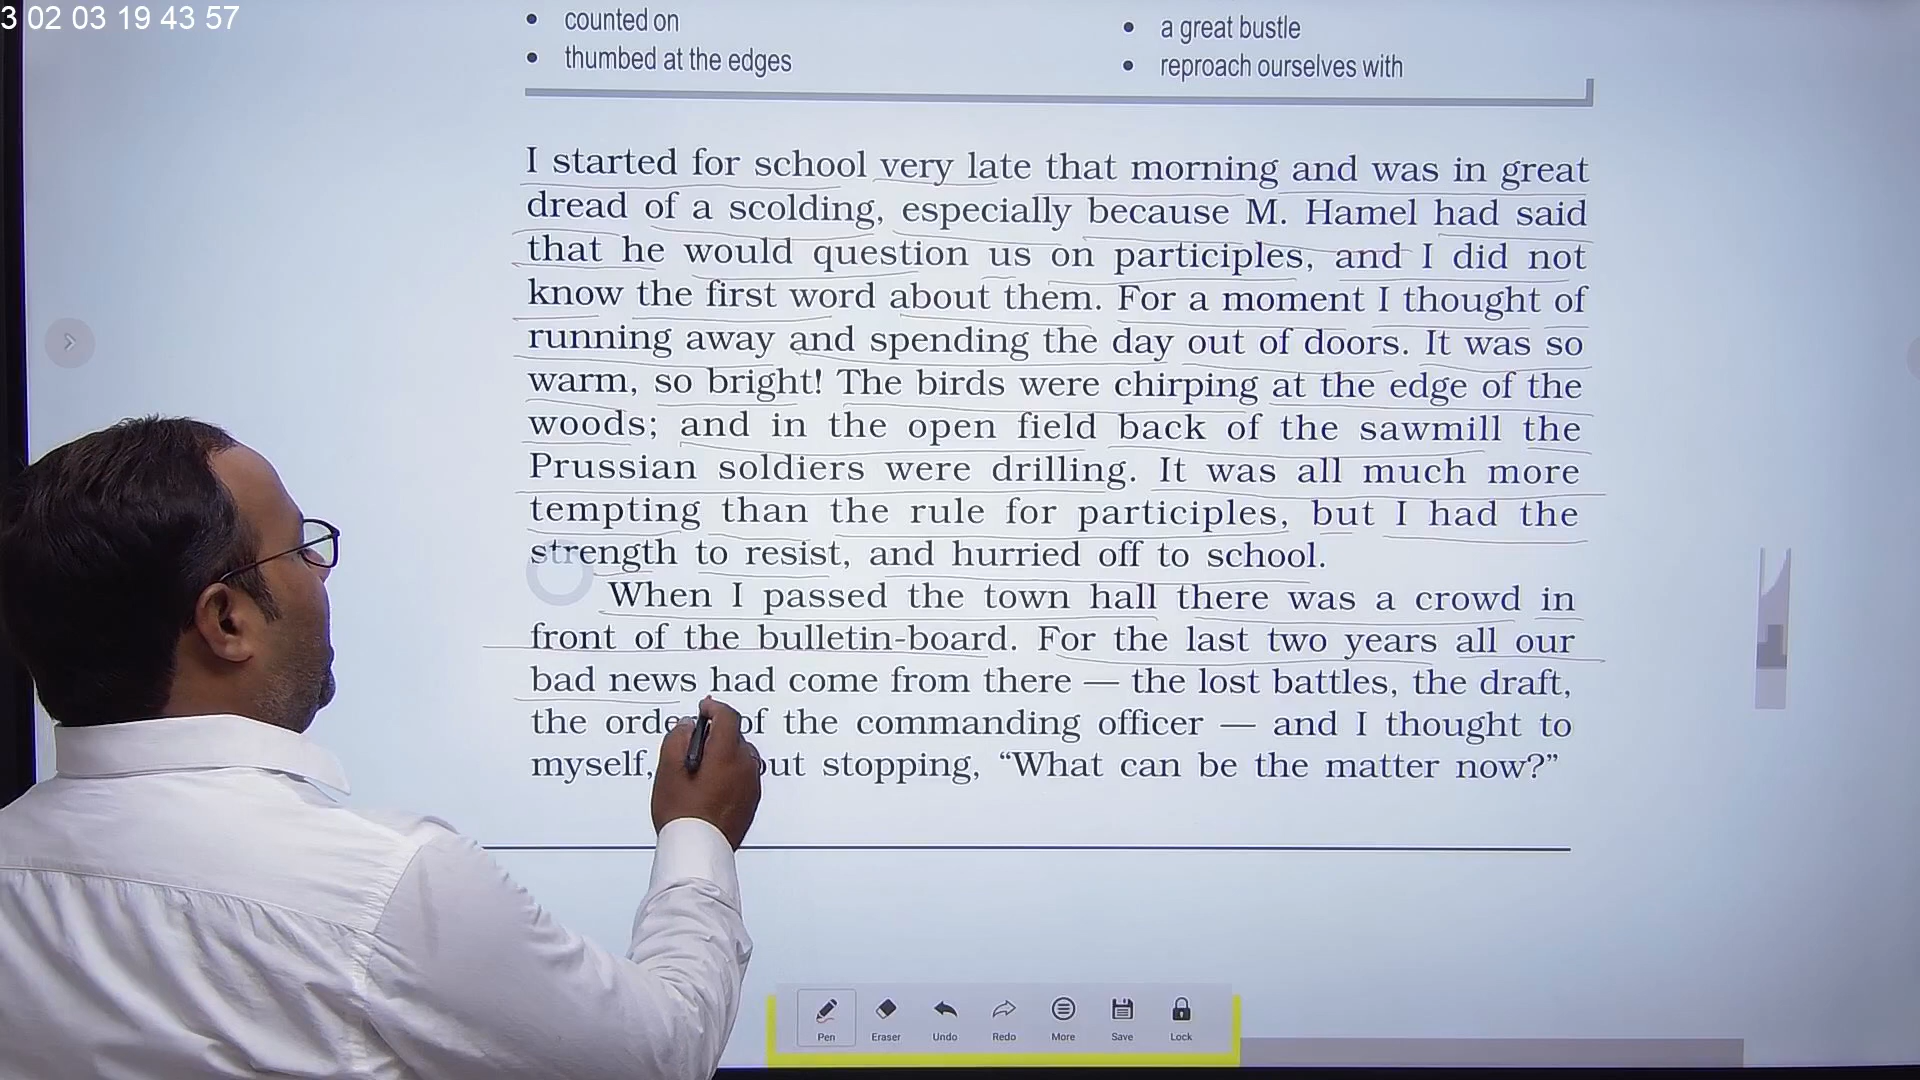 3 02 03 19 43 57
• counted on
• thumbed at the edges
• a great bustle
• reproach ourselves with
I started for school very late that morning and was in great
dread of a scolding, especially because M. Hamel had said
that he would question us on participles, and I did not
know the first word about them. For a moment I thought of
running away and spending the day out of doors. It was so
warm, so bright! The birds were chirping at the edge of the
woods; and in the open field back of the sawmill the
Prussian soldiers were drilling. It was all much more
tempting than the rule for participles, but I had the
strength to resist, and hurried off to school.
When I passed the town hall there was a crowd in
front of the bulletin-board. For the last two years all our
bad news had come from there — the lost battles, the draft,
the of the commanding officer — and I thought to
myself, stopping, “What can be the matter now?”
Pen Eraser Undo Redo More Save Lock